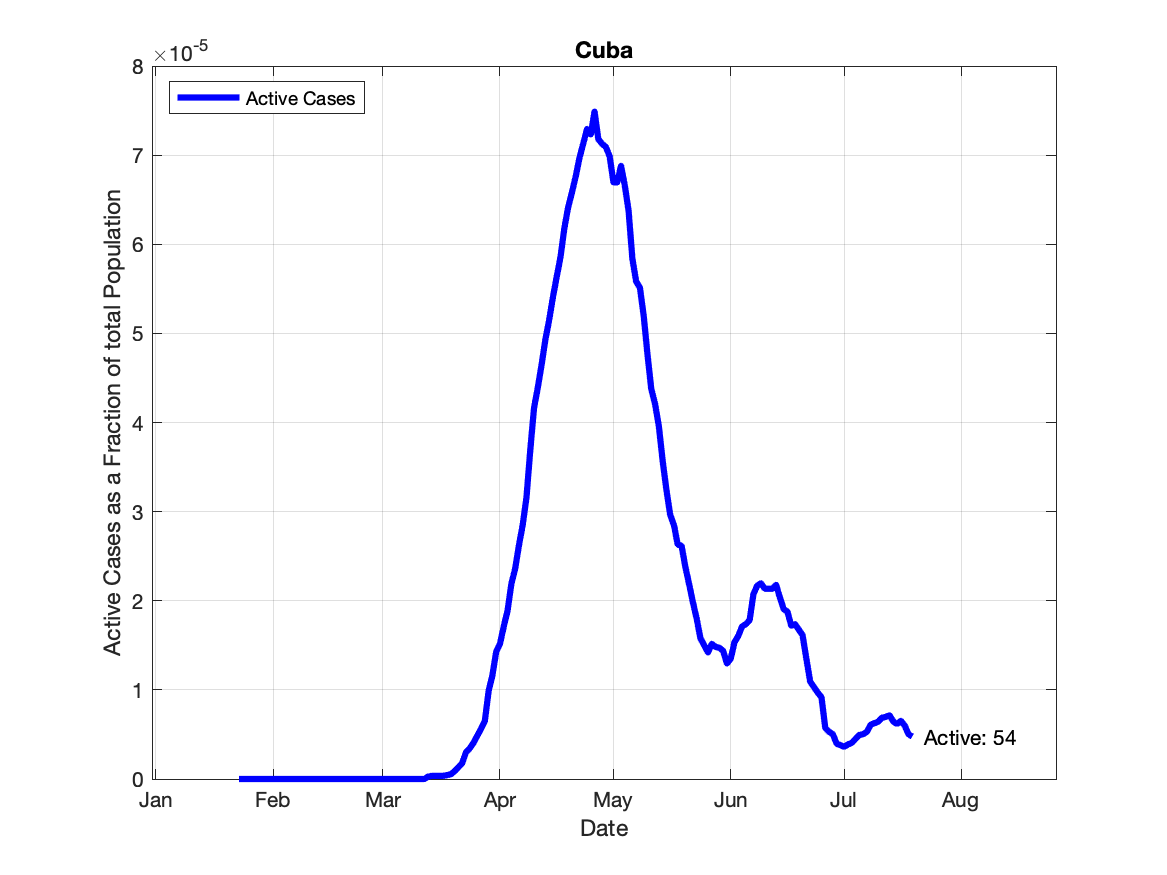 Cuba
×10-5
Active Cases
8
7
6
5
4
3
2
1
0
Active Cases as a Fraction of total Population
Active: 54
Jan Feb Mar Apr May Jun Jul Aug
Date